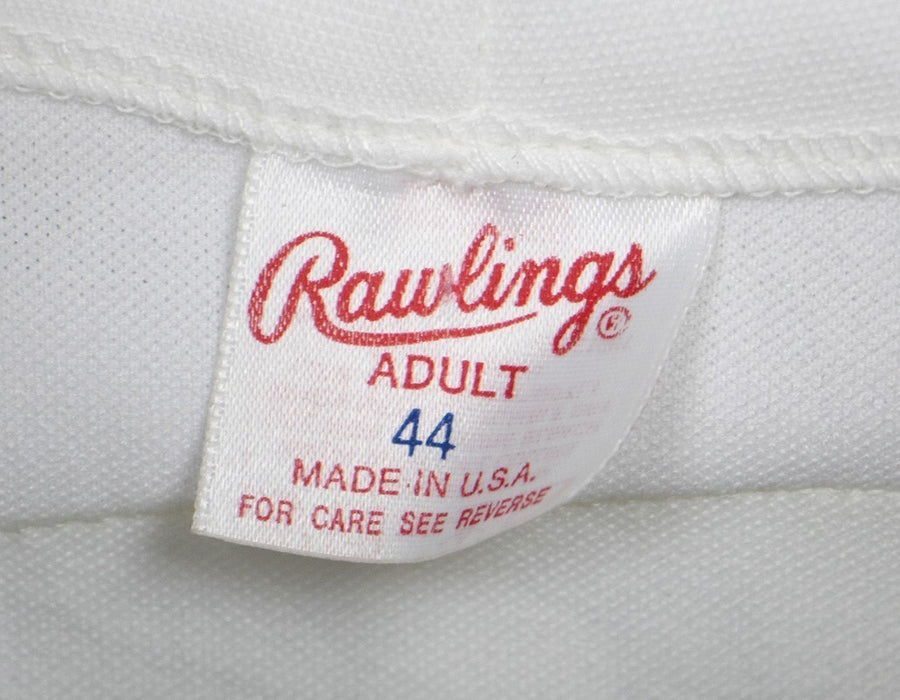 Rawlings®
ADULT
44
MADE IN U.S.A.
FOR CARE SEE REVERSE